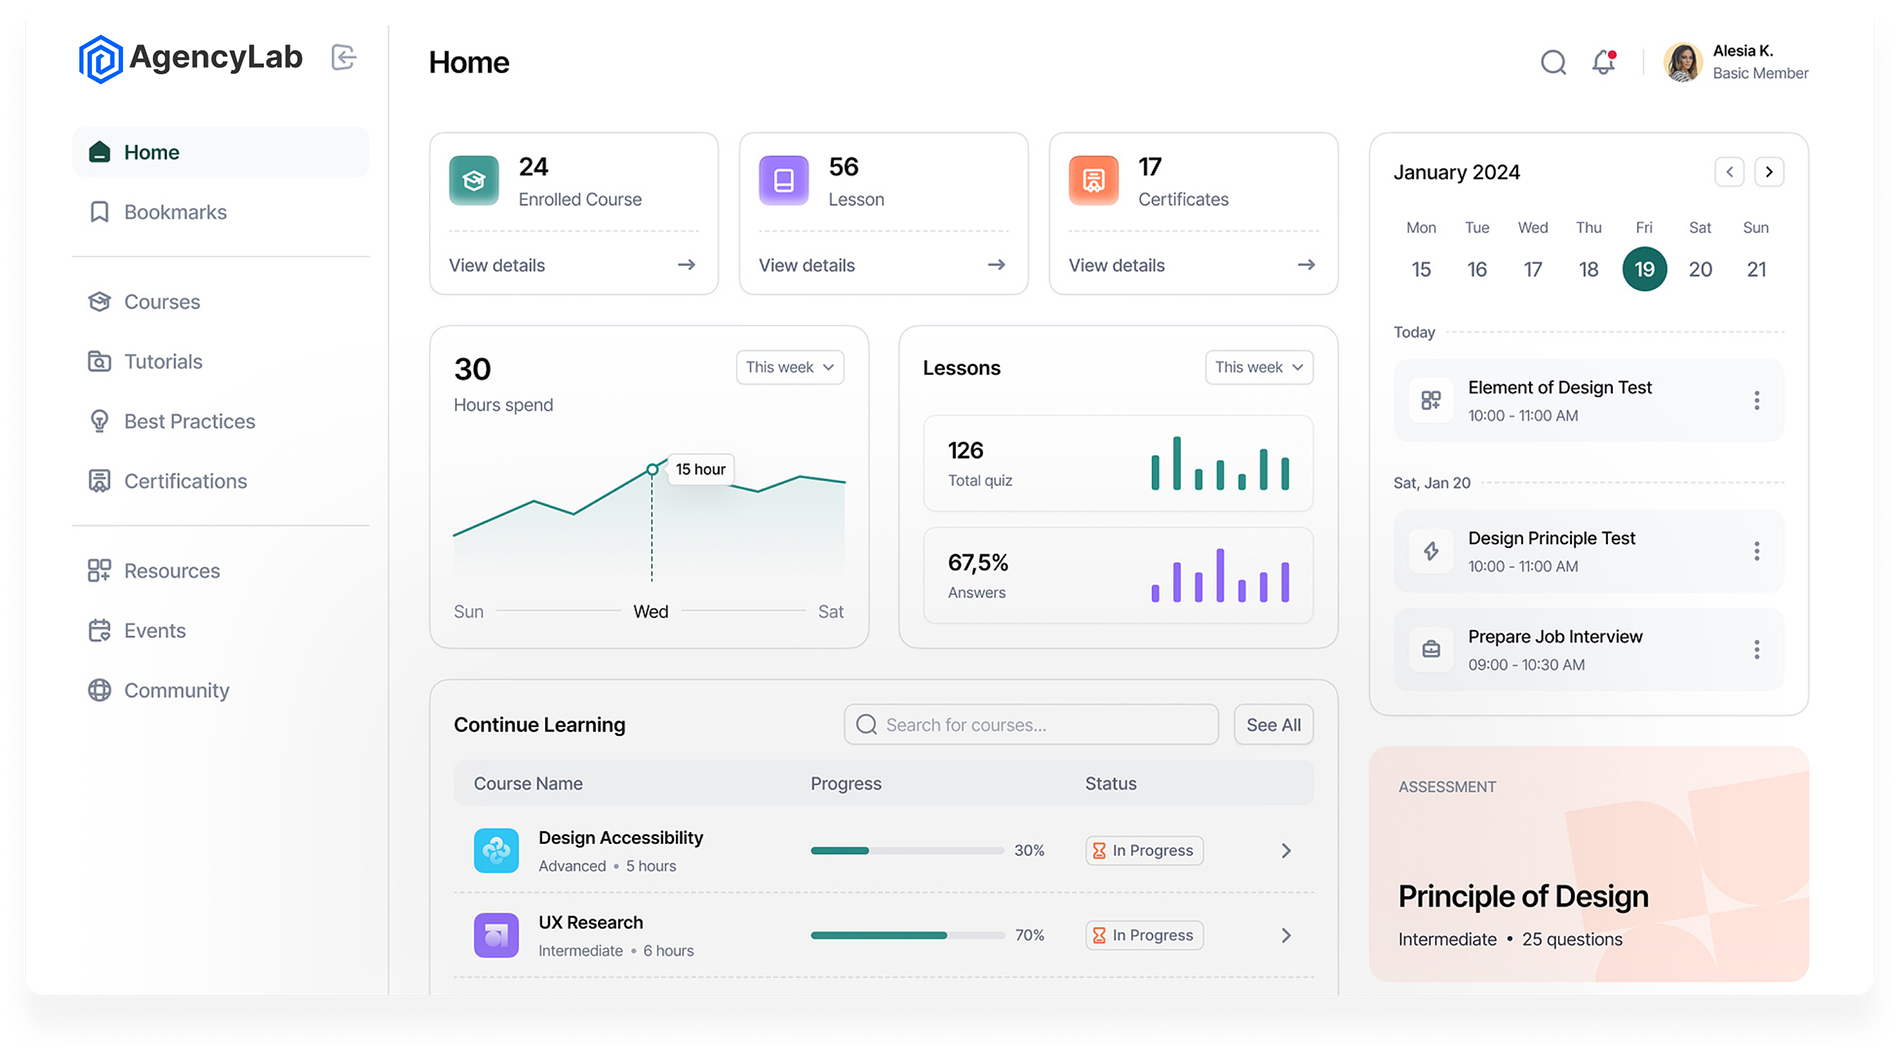 AgencyLab
Home
Bookmarks
Courses
Tutorials
Best Practices
Certifications
Resources
Events
Community
Home
Alesia K.
Basic Member
24
Enrolled Course
View details
56
Lesson
View details
17
Certificates
View details
30
Hours spend
This week
15 hour
Sun Wed Sat
Lessons
This week
126
Total quiz
67,5%
Answers
Continue Learning
Search for courses...
See All
Course Name Progress Status
Design Accessibility
Advanced • 5 hours
30%
In Progress
UX Research
Intermediate • 6 hours
70%
In Progress
January 2024
Mon Tue Wed Thu Fri Sat Sun
15 16 17 18 19 20 21
Today
Element of Design Test
10:00 - 11:00 AM
Sat, Jan 20
Design Principle Test
10:00 - 11:00 AM
Prepare Job Interview
09:00 - 10:30 AM
ASSESSMENT
Principle of Design
Intermediate • 25 questions